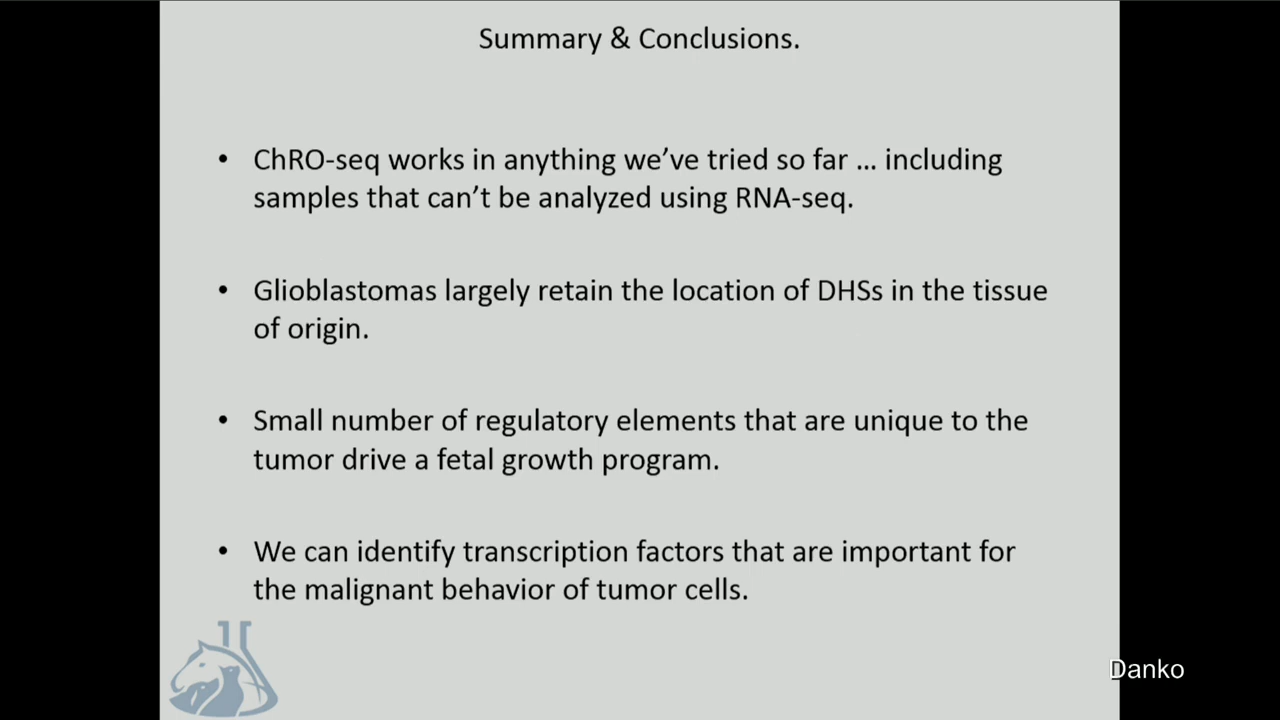 Summary & Conclusions.
• ChRO-seq works in anything we’ve tried so far ... including
samples that can’t be analyzed using RNA-seq.
• Glioblastomas largely retain the location of DHSs in the tissue
of origin.
• Small number of regulatory elements that are unique to the
tumor drive a fetal growth program.
• We can identify transcription factors that are important for
the malignant behavior of tumor cells.
Danko